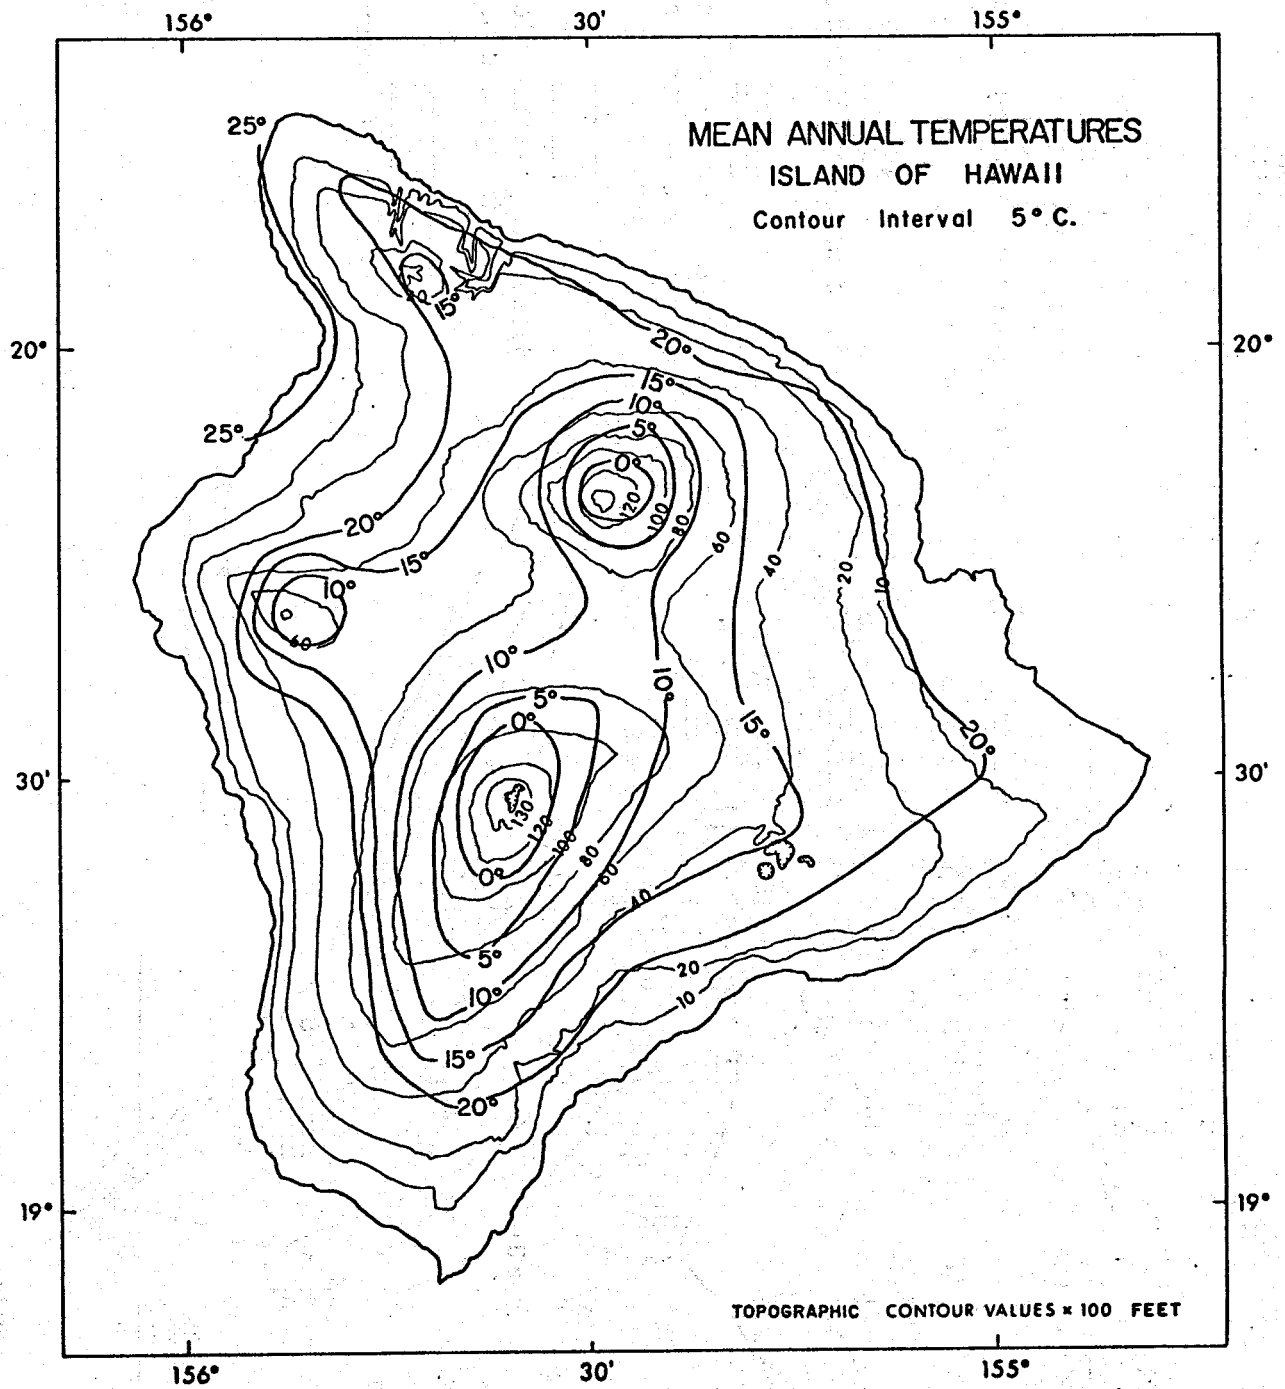 156° 30' 155°
MEAN ANNUAL TEMPERATURES
ISLAND OF HAWAII
Contour Interval 5° C.
25°
15°
20° 20° 20°
15°
10°
25° 5°
0°
120 100 80
20° 60
15° 40 20 10
10°
60
10° 10°
5°
0° 15° 20°
30' 30'
130
120
100 80
0° 60
40
5°
20
10° 10
15°
20°
19° 19°
TOPOGRAPHIC CONTOUR VALUES × 100 FEET
156° 30' 155°